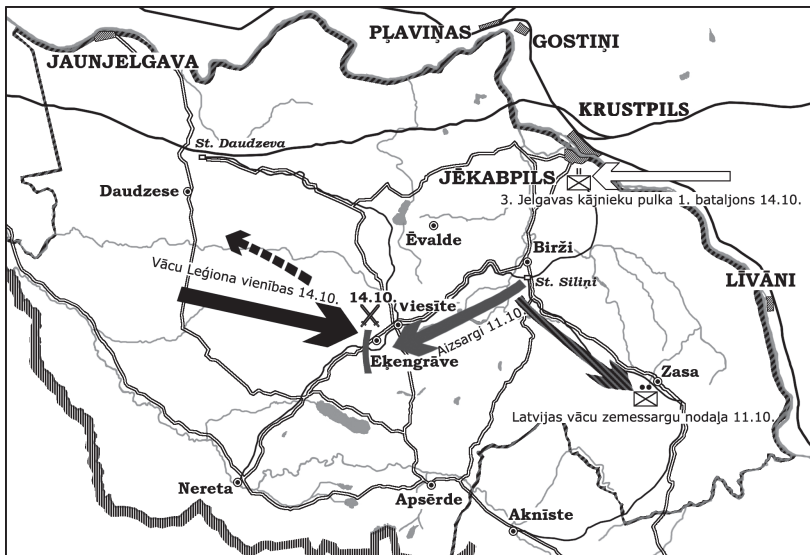 PĻAVIŅAS
GOSTIŅI
JAUNJELGAVA
KRUSTPILS
St. Daudzeva
JĒKABPILS
Daudzese
3. Jelgavas kājnieku pulka 1. bataljons 14.10.
Ēvalde
Birži
St. Siliņi
LĪVĀNI
Vācu Leģiona vienības 14.10.
14.10.
viesīte
Aizsargi 11.10.
Eķengrāve
Zasa
Latvijas vācu zemessargu nodaļa 11.10.
Nereta
Apsērde
Aknīste